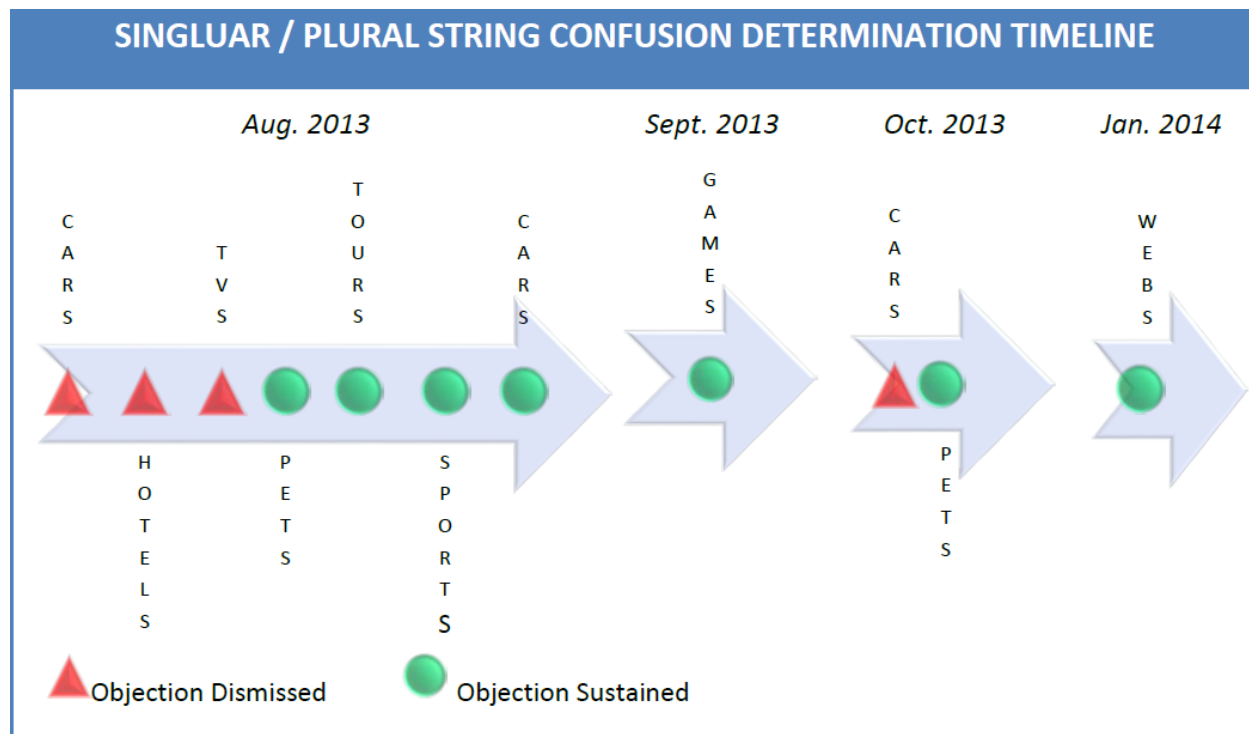 SINGLUAR / PLURAL STRING CONFUSION DETERMINATION TIMELINE
Aug. 2013
Sept. 2013
Oct. 2013
Jan. 2014
CARS
HOTELS
TVS
PETS
TOURS
SPORTS
CARS
GAMES
CARS
PETS
WEBS
Objection Dismissed
Objection Sustained